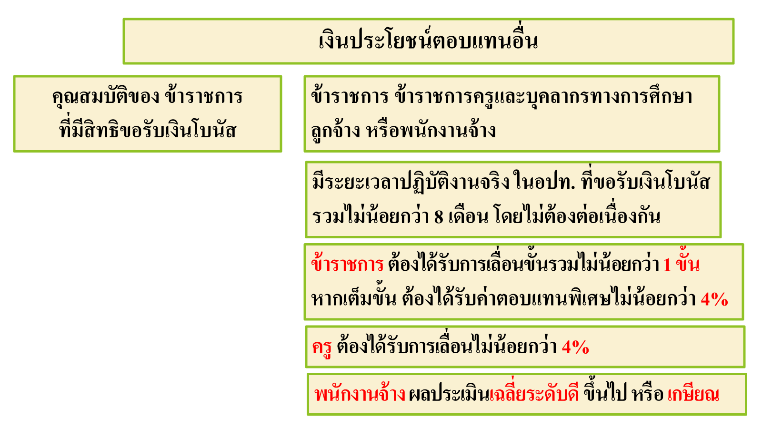 เงินประโยชน์ตอบแทนอื่น
คุณสมบัติของ ข้าราชการ
ที่มีสิทธิขอรับเงินโบนัส
ข้าราชการ ข้าราชการครูและบุคลากรทางการศึกษา
ลูกจ้าง หรือพนักงานจ้าง
มีระยะเวลาปฏิบัติงานจริง ในอปท. ที่ขอรับเงินโบนัส
รวมไม่น้อยกว่า 8 เดือน โดยไม่ต้องต่อเนื่องกัน
ข้าราชการ ต้องได้รับการเลื่อนขั้นรวมไม่น้อยกว่า 1 ขั้น
หากเต็มขั้น ต้องได้รับค่าตอบแทนพิเศษไม่น้อยกว่า 4%
ครู ต้องได้รับการเลื่อนไม่น้อยกว่า 4%
พนักงานจ้าง ผลประเมินเฉลี่ยระดับดี ขึ้นไป หรือ เกษียณ